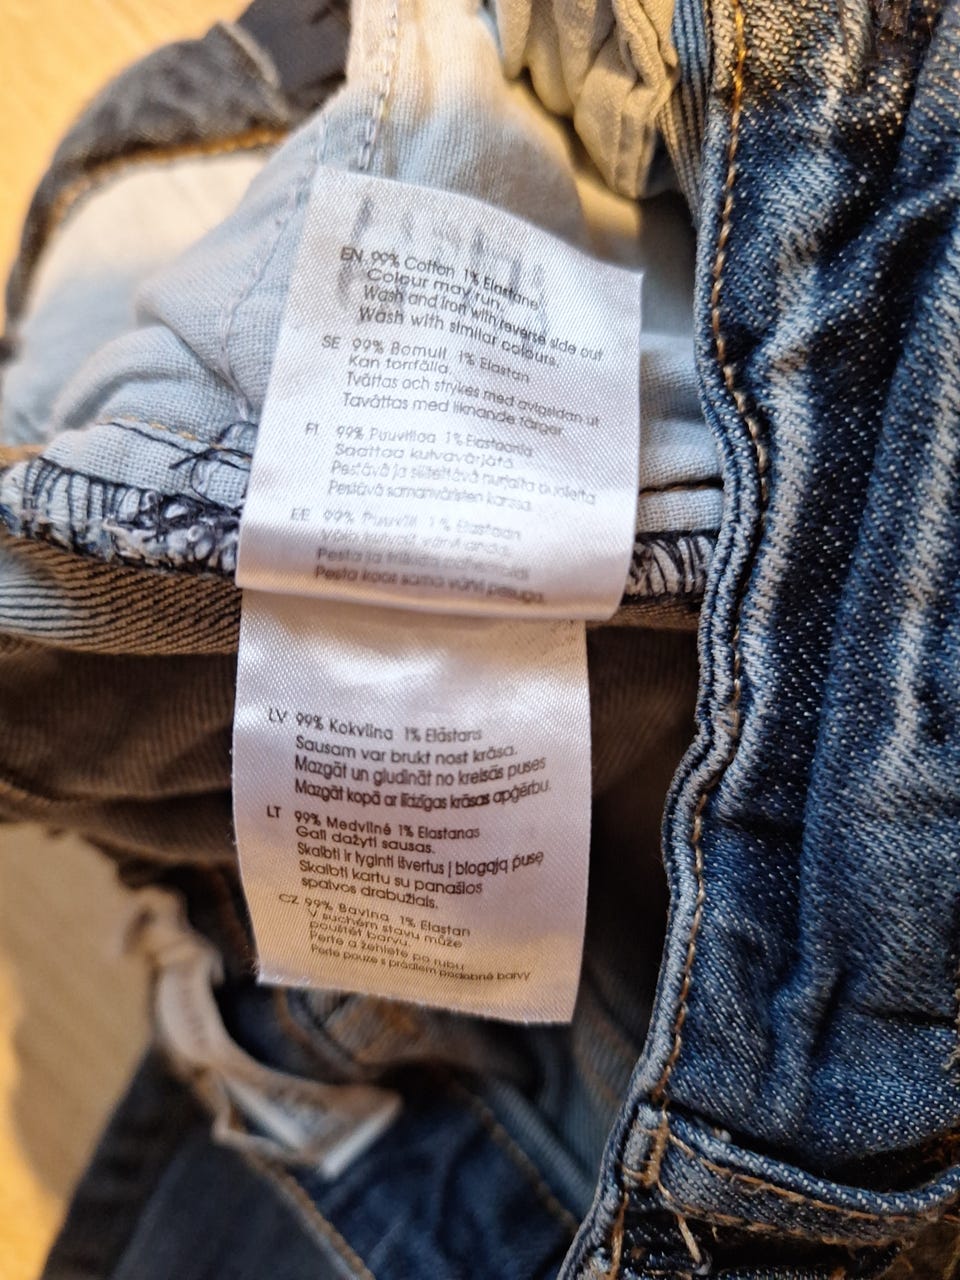 EN 99% Cotton 1% Elastane
Colour may run.
Wash and iron with reverse side out
Wash with similar colours.
SE 99% Bomull 1% Elastan
Kan torrfälla.
Tvättas och strykes med avigsidan ut
Tavättas med liknande färger.
FI 99% Puuvilloa 1% Elastaania
Saattaa
Pestävä ja silitettävä nurjalta puolelta
Pestävä samanväristen kanssa.
EE 99% Puuvill 1% Elastaan
Pesta ja
Pesta koos sama värvi pesuga.
LV 99% Kokvilna 1% Elāstans
Sausam var brukt nost krāsa.
Mazgāt un gludināt no kreisās puses
Mazgāt kopā ar līdzīgas krāsas apģērbu.
LT 99% Medvilnė 1% Elastanas
Gali dažyti sausas.
Skalbti ir lyginti išvertus į blogąją pusę
Skalbti kartu su panašios
spalvos drabužiais.
CZ 99% Bavlna 1% Elastan
V suchém stavu může
pouštět barvu.
Perte a žehlete po rubu
Perte pouze s prádlem podobné barvy